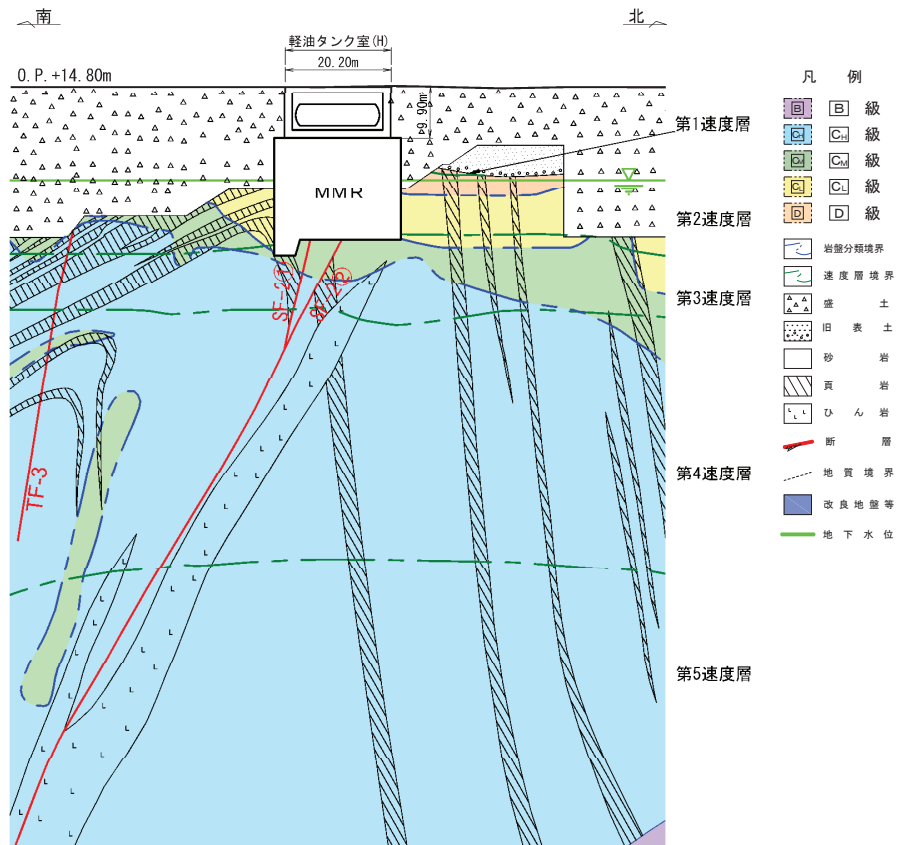 南
北
軽油タンク室(H)
20.20m
O.P.+14.80m
9.90m
MMR
SF-2①
TF-3
第1速度層
第2速度層
第3速度層
第4速度層
第5速度層
凡 例
B B 級
CH CH 級
CM CM 級
CL CL 級
D D 級
岩盤分類境界
速度層境界
盛 土
旧 表 土
砂 岩
頁 岩
ひ ん 岩
断 層
地 質 境 界
改 良 地 盤 等
地 下 水 位